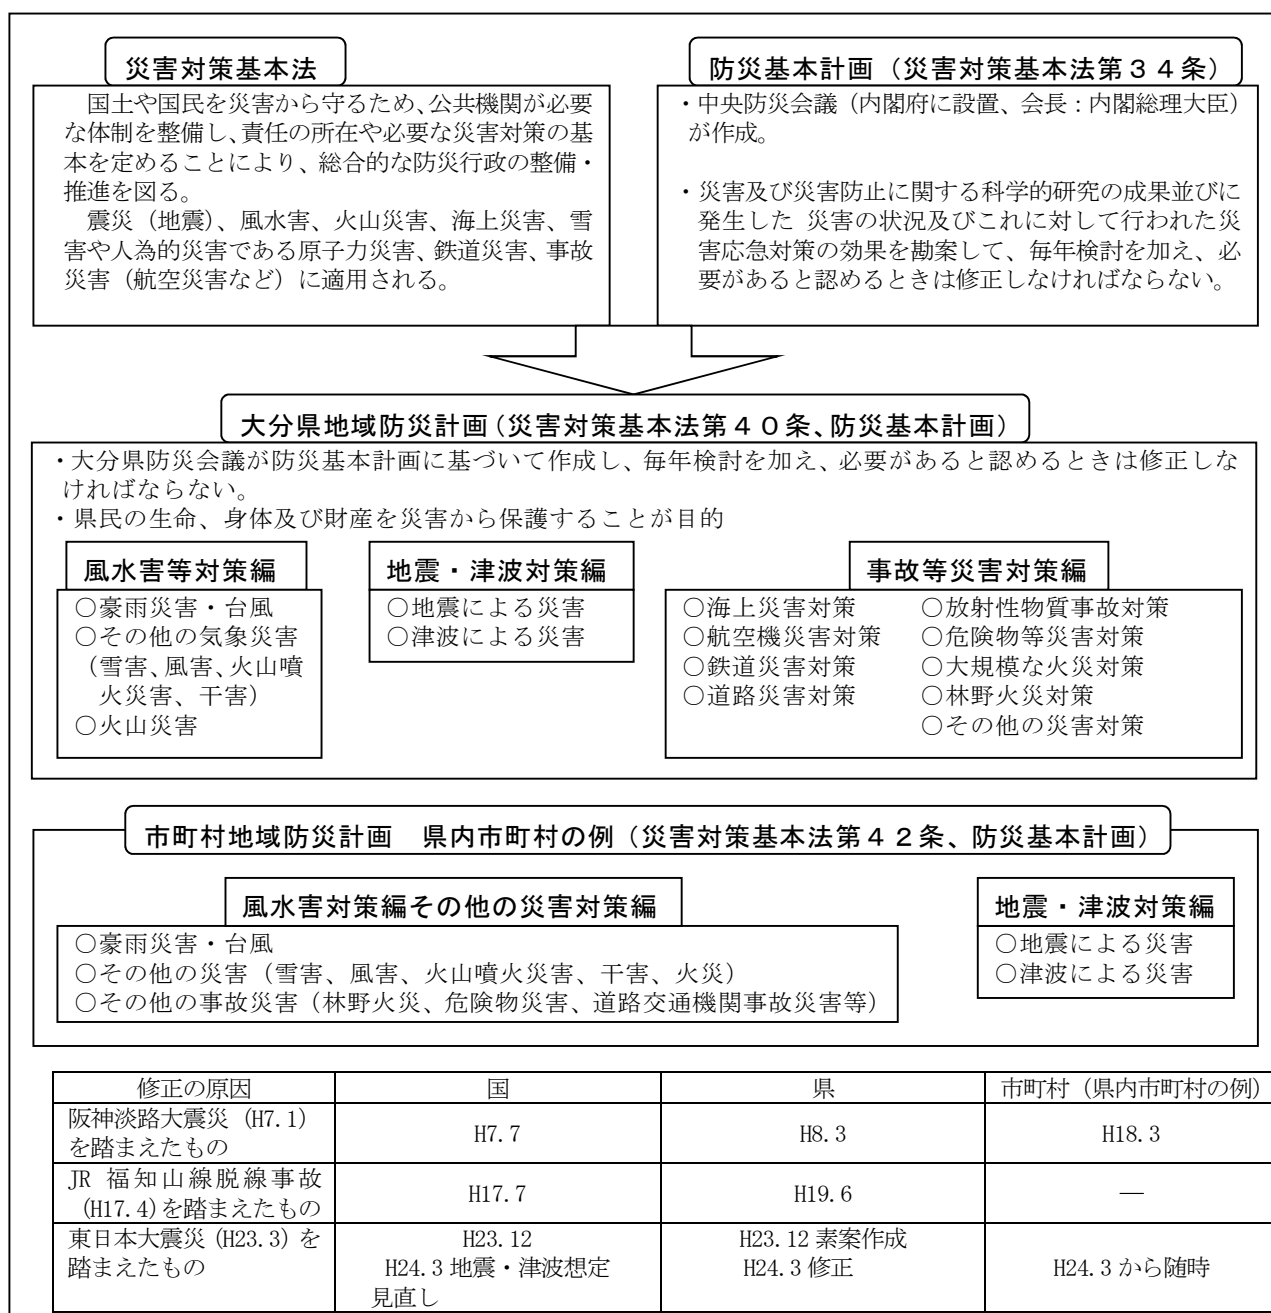 災害対策基本法
国土や国民を災害から守るため、公共機関が必要
な体制を整備し、責任の所在や必要な災害対策の基
本を定めることにより、総合的な防災行政の整備・
推進を図る。
震災（地震）、風水害、火山災害、海上災害、雪
害や人為的災害である原子力災害、鉄道災害、事故
災害（航空災害など）に適用される。
防災基本計画（災害対策基本法第３４条）
・中央防災会議（内閣府に設置、会長：内閣総理大臣）
が作成。
・災害及び災害防止に関する科学的研究の成果並びに
発生した 災害の状況及びこれに対して行われた災
害応急対策の効果を勘案して、毎年検討を加え、必
要があると認めるときは修正しなければならない。
大分県地域防災計画（災害対策基本法第４０条、防災基本計画）
・大分県防災会議が防災基本計画に基づいて作成し、毎年検討を加え、必要があると認めるときは修正しな
ければならない。
・県民の生命、身体及び財産を災害から保護することが目的
風水害等対策編
○豪雨災害・台風
○その他の気象災害
（雪害、風害、火山噴
火災害、干害）
○火山災害
地震・津波対策編
○地震による災害
○津波による災害
事故等災害対策編
○海上災害対策 ○放射性物質事故対策
○航空機災害対策 ○危険物等災害対策
○鉄道災害対策 ○大規模な火災対策
○道路災害対策 ○林野火災対策
○その他の災害対策
市町村地域防災計画　県内市町村の例（災害対策基本法第４２条、防災基本計画）
風水害対策編その他の災害対策編
○豪雨災害・台風
○その他の災害（雪害、風害、火山噴火災害、干害、火災）
○その他の事故災害（林野火災、危険物災害、道路交通機関事故災害等）
地震・津波対策編
○地震による災害
○津波による災害
修正の原因 国 県 市町村（県内市町村の例）
阪神淡路大震災（H7.1）
を踏まえたもの H7.7 H8.3 H18.3
JR 福知山線脱線事故
（H17.4）を踏まえたもの H17.7 H19.6 ―
東日本大震災（H23.3）を H23.12 H23.12 素案作成
踏まえたもの H24.3 地震・津波想定 H24.3 修正 H24.3 から随時
見直し